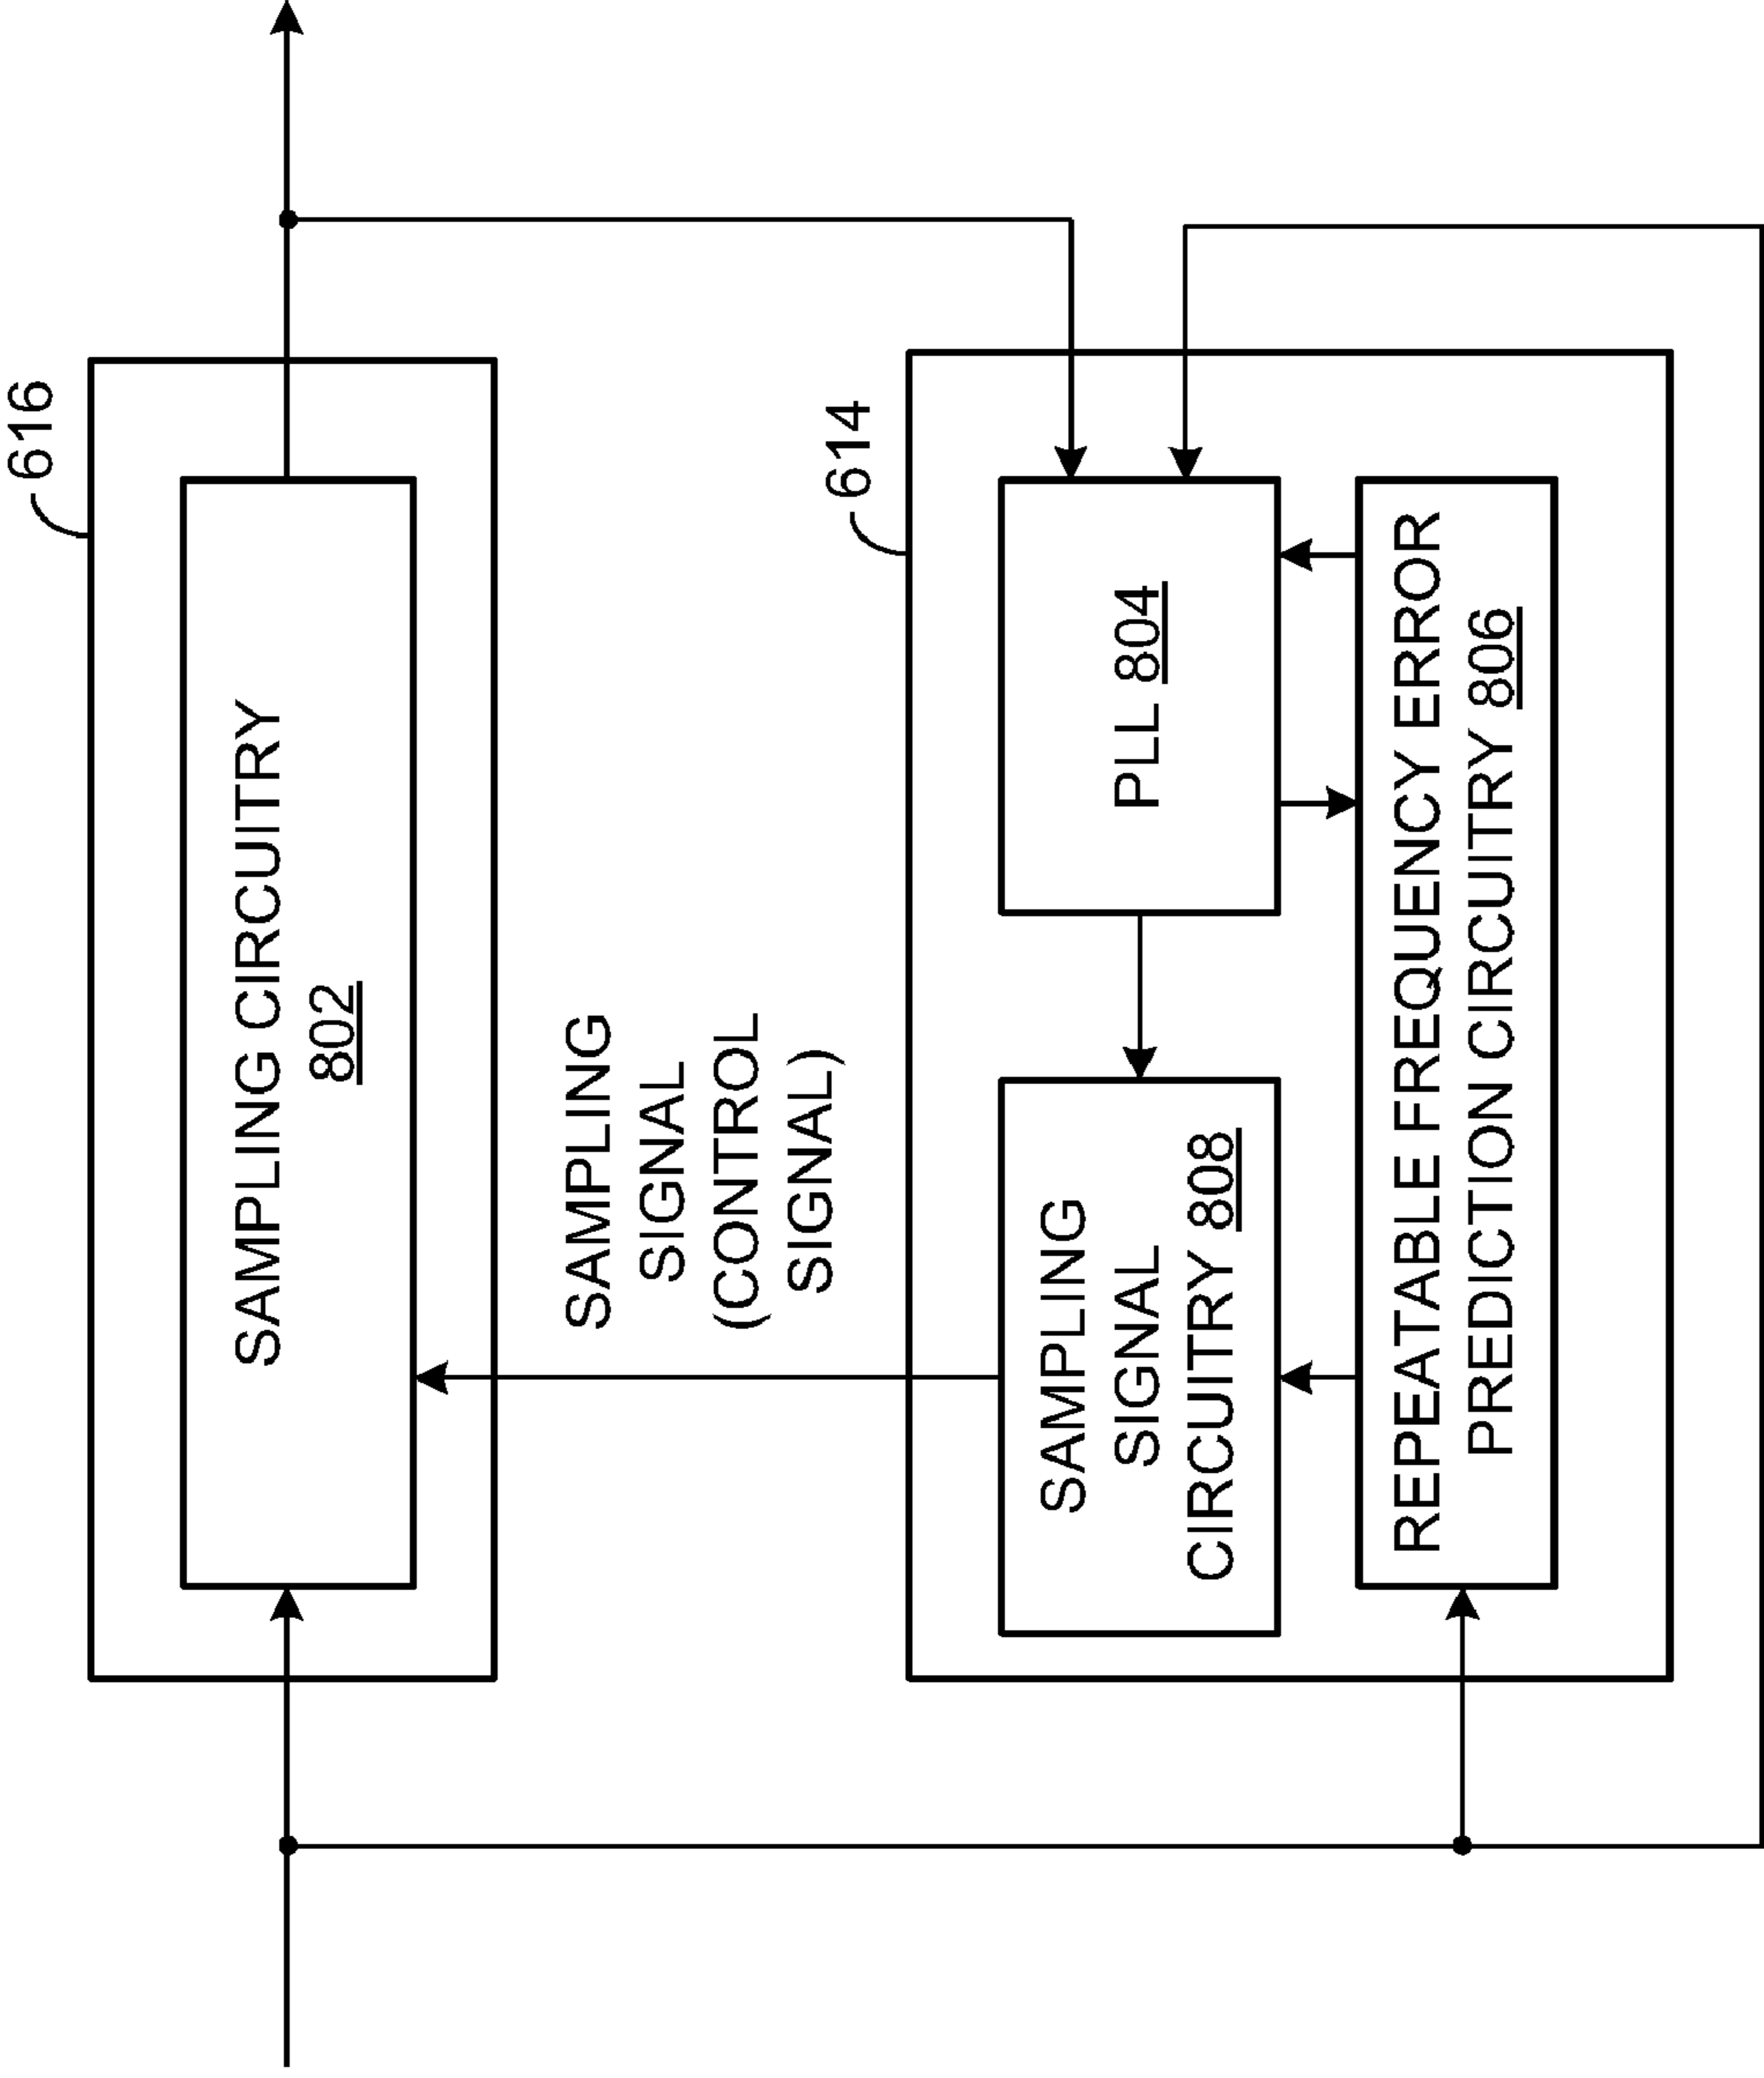 616
SAMPLING CIRCUITRY
802
SAMPLING
SIGNAL
(CONTROL
SIGNAL)
614
SAMPLING
SIGNAL
CIRCUITRY 808
PLL 804
REPEATABLE FREQUENCY ERROR
PREDICTION CIRCUITRY 806